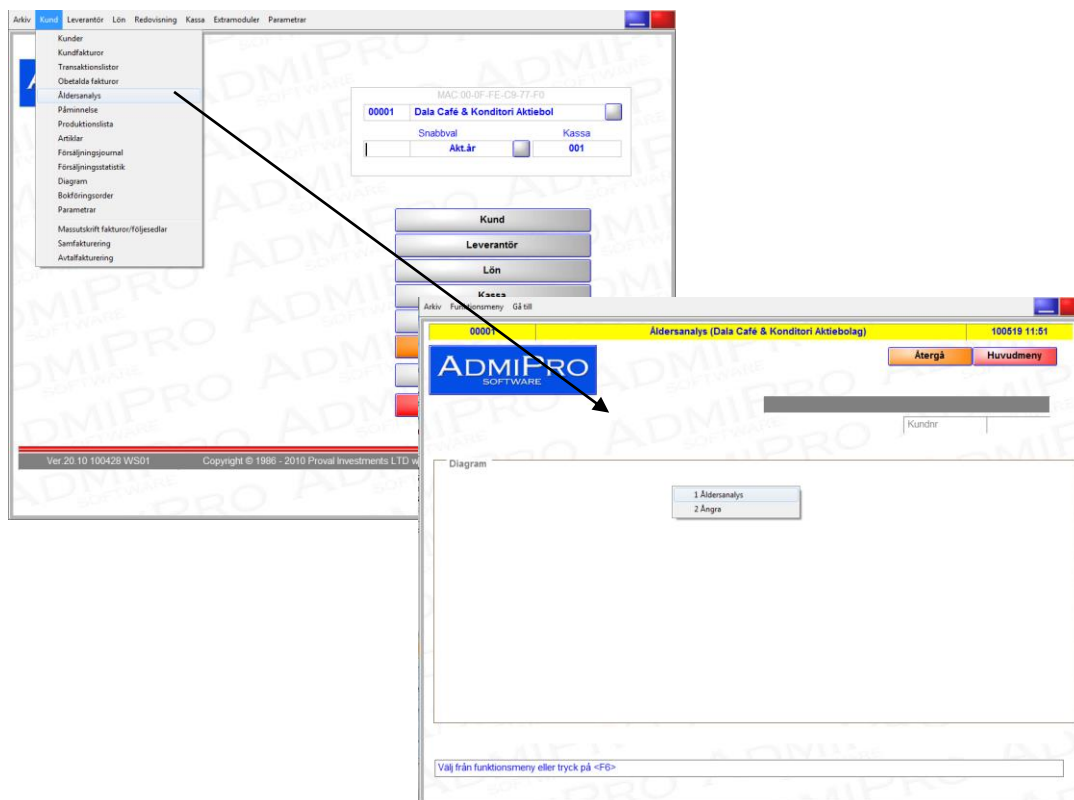 Arkiv Kund Leverantör Lön Redovisning Kassa Extramoduler Parametrar
Kunder
Kundfakturor
Transaktionslistor
Obetalda fakturor
Åldersanalys
Påminnelse
Produktionslista
Artiklar
Försäljningsjournal
Försäljningsstatistik
Diagram
Bokföringsorder
Parametrar
Massutskrift fakturor/följesedlar
Samfakturering
Avtalfakturering
MAC:00-0F-FE-C9-77-F0
00001 Dala Café & Konditori Aktiebol
Snabbval Kassa
Akt.år 001
Kund
Leverantör
Lön
Kassa
Ver 20.10 100428 WS01 Copyright © 1986 - 2010 Proval Investments LTD w
Arkiv Funktionsmeny Gå till
00001 Åldersanalys (Dala Café & Konditori Aktiebolag) 100519 11:51
ADMIPRO
SOFTWARE
Återgå Huvudmeny
Kundnr
Diagram
1 Åldersanalys
2 Ångra
Välj från funktionsmeny eller tryck på <F6>